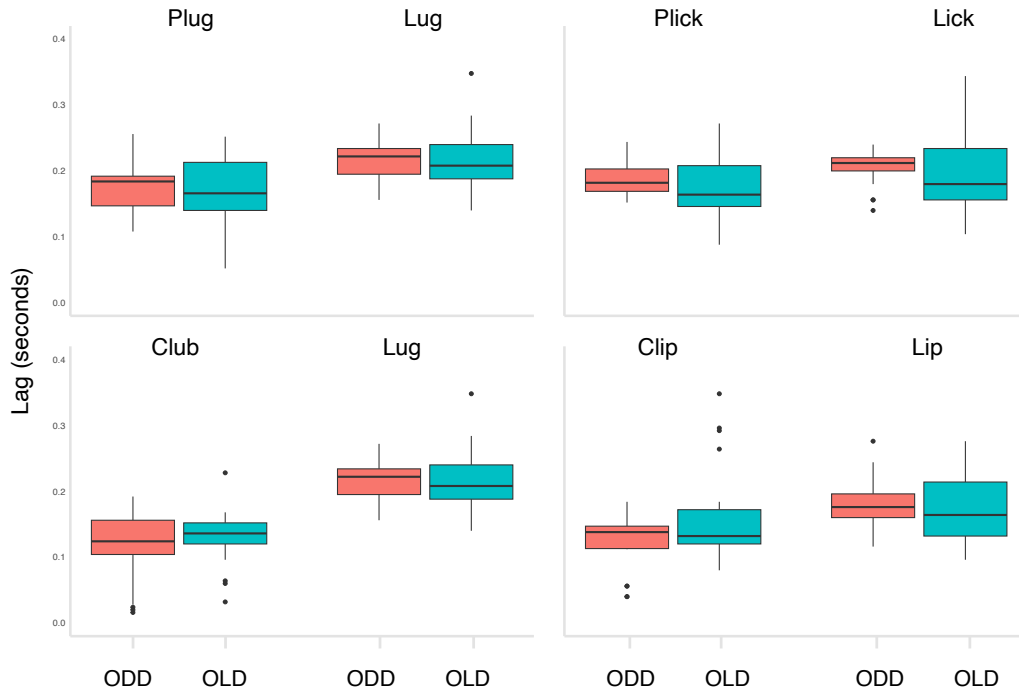 Plug Lug Plick Lick
0.4
0.3
0.2
0.1
0.0
Lag (seconds)
Club Lug Clip Lip
0.4
0.3
0.2
0.1
0.0
ODD OLD ODD OLD ODD OLD ODD OLD